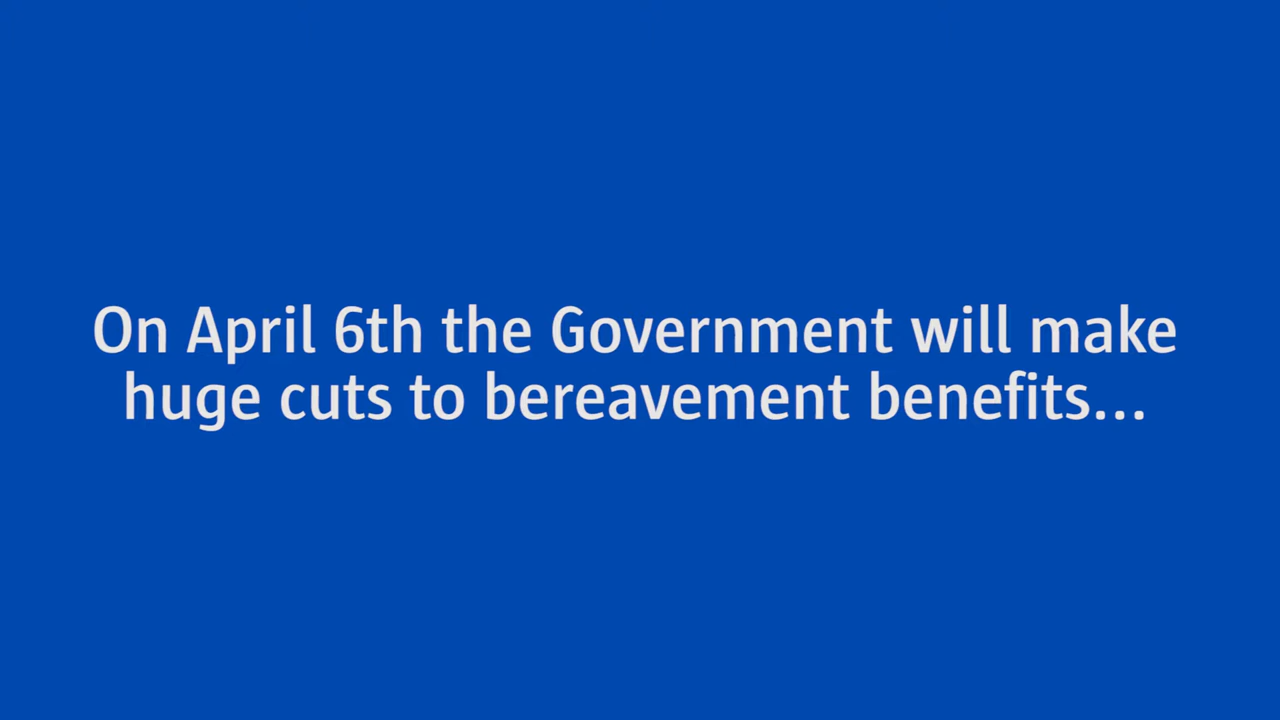 On April 6th the Government will make
huge cuts to bereavement benefits...